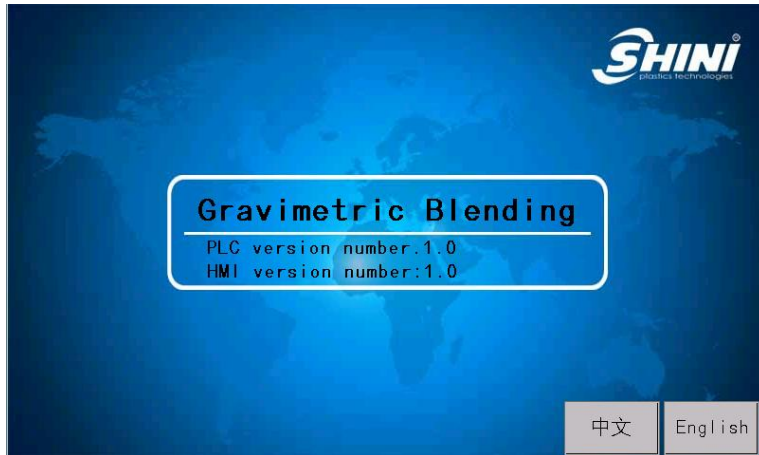 SHINI®
plastics technologies
Gravimetric Blending
PLC version number.1.0
HMI version number:1.0
中文
English